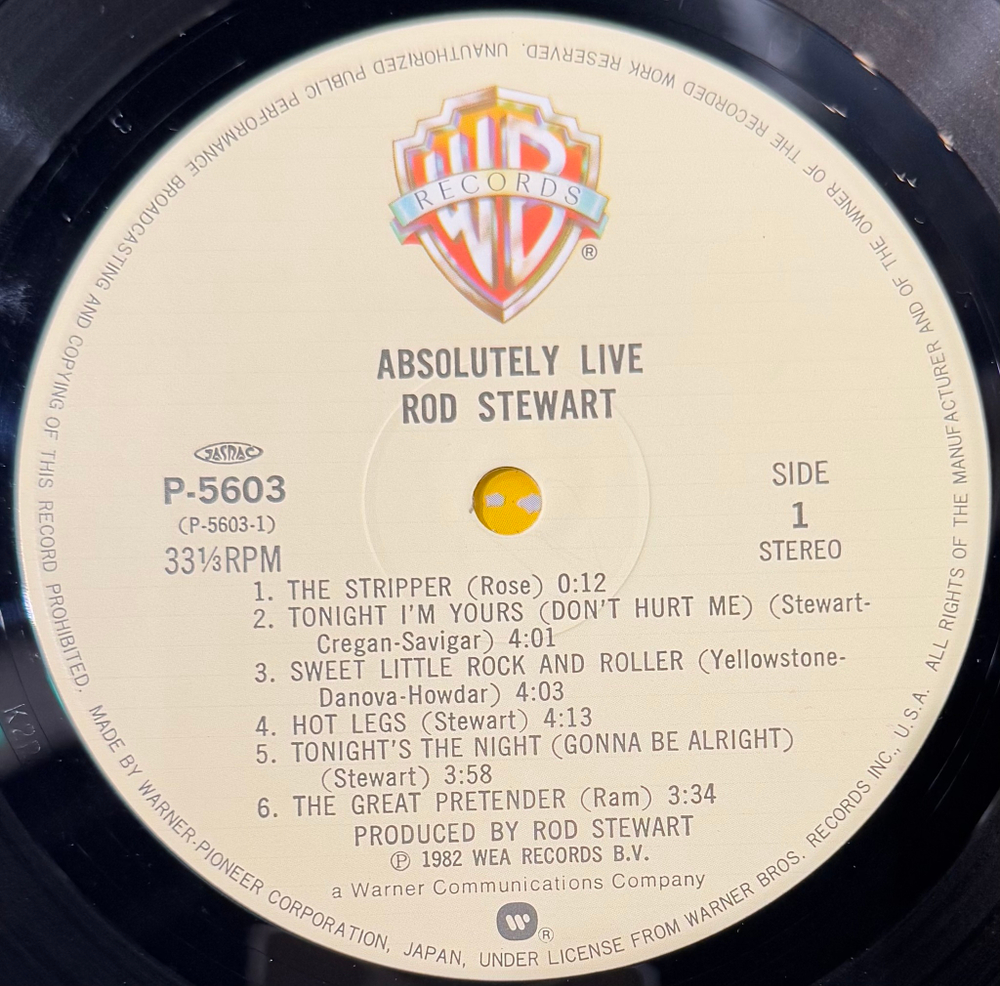 WB
RECORDS
®
ABSOLUTELY LIVE
ROD STEWART
JASRAC
P-5603
(P-5603-1)
33⅓RPM
SIDE
1
STEREO
1. THE STRIPPER (Rose) 0:12
2. TONIGHT I'M YOURS (DON'T HURT ME) (Stewart-
Cregan-Savigar) 4:01
3. SWEET LITTLE ROCK AND ROLLER (Yellowstone-
Danova-Howdar) 4:03
4. HOT LEGS (Stewart) 4:13
5. TONIGHT'S THE NIGHT (GONNA BE ALRIGHT)
(Stewart) 3:58
6. THE GREAT PRETENDER (Ram) 3:34
PRODUCED BY ROD STEWART
℗ 1982 WEA RECORDS B.V.
a Warner Communications Company
®
MADE BY WARNER-PIONEER CORPORATION, JAPAN, UNDER LICENSE FROM WARNER BROS. RECORDS INC., U.S.A. ALL RIGHTS OF THE MANUFACTURER AND OF THE OWNER OF THE RECORDED WORK RESERVED. UNAUTHORIZED PUBLIC PERFORMANCE BROADCASTING AND COPYING OF THIS RECORD PROHIBITED.